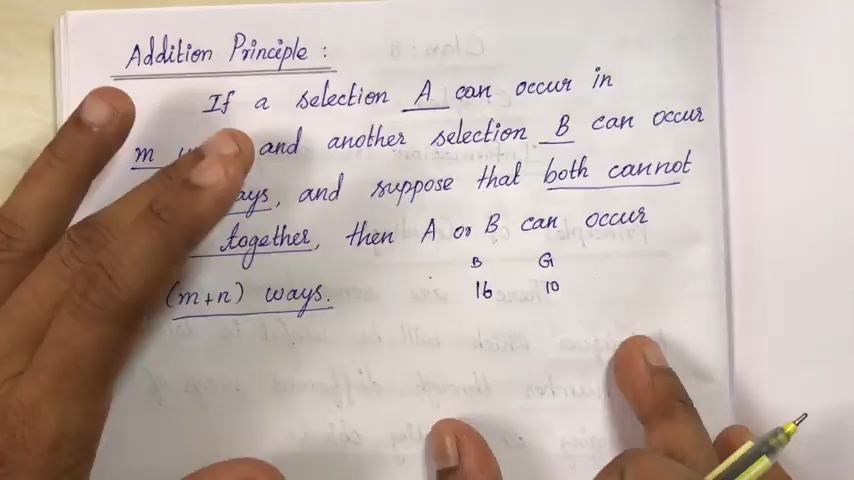 Addition Principle :
If a selection A can occur in
m and another selection B can occur
ways, and suppose that both cannot
together, then A or B can occur
B G
(m+n) ways. 16 10